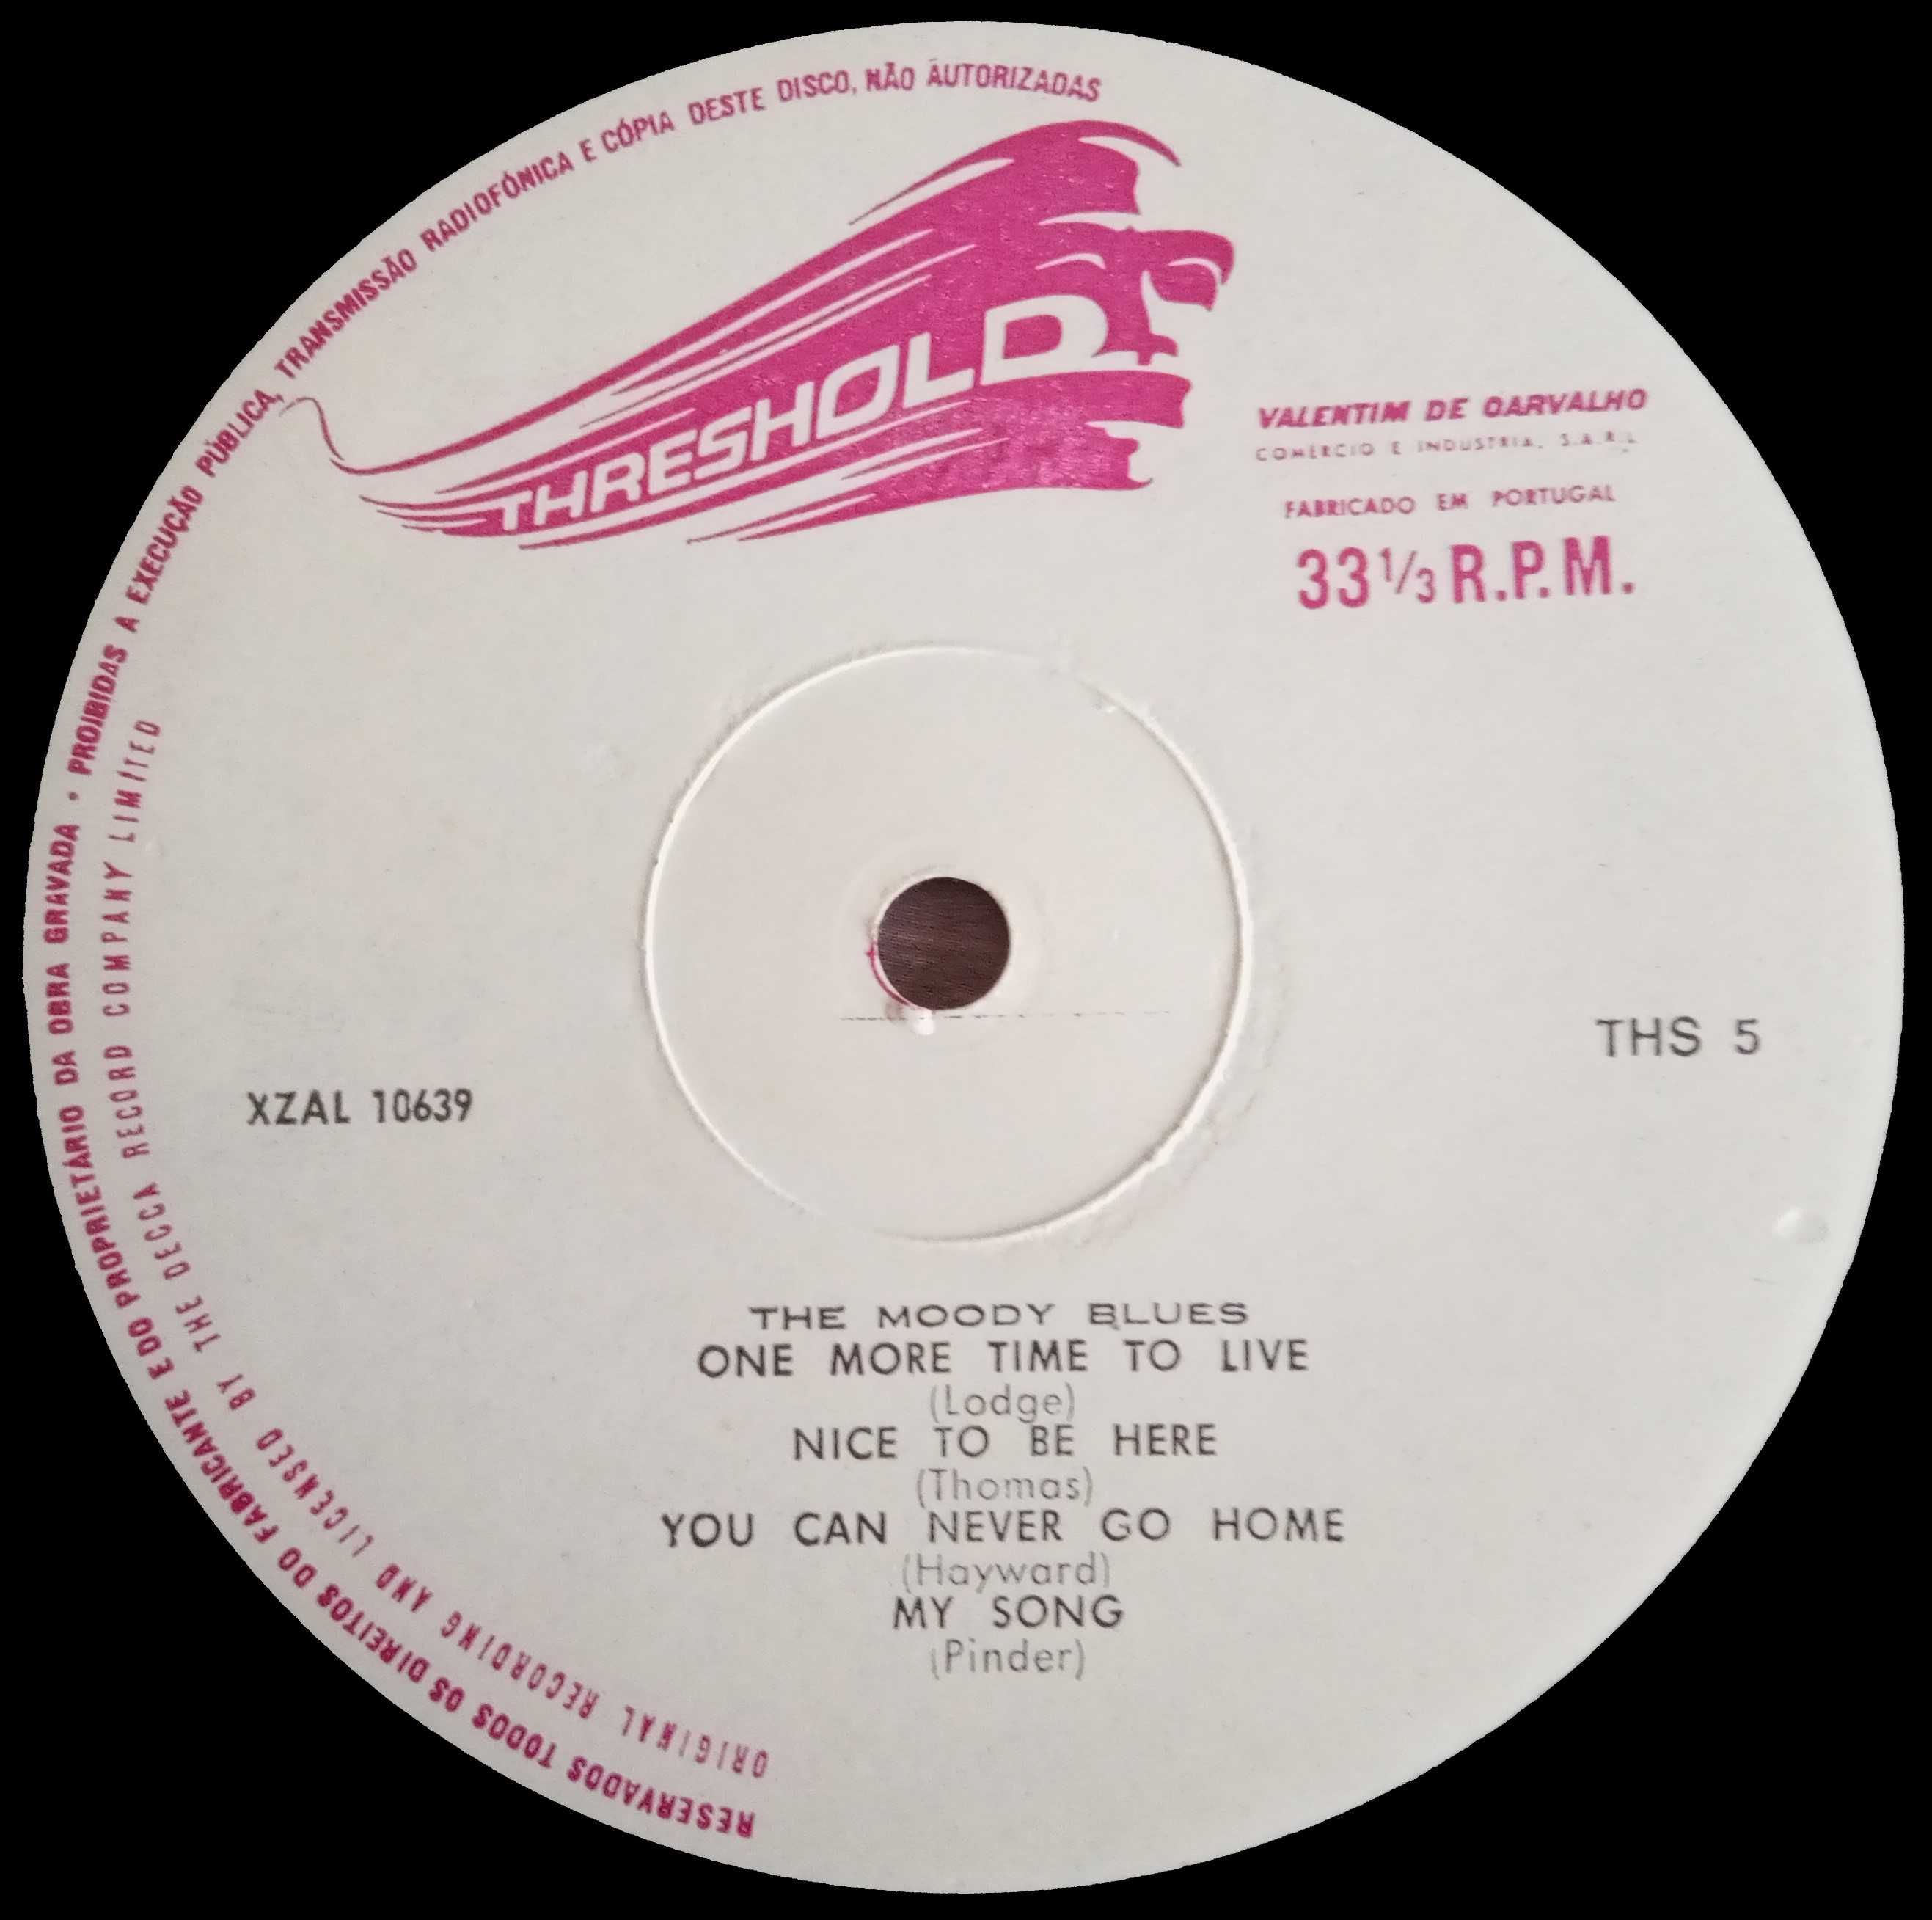 RESERVADOS TODOS OS DIREITOS DO FABRICANTE E DO PROPRIETÁRIO DA OBRA GRAVADA · PROIBIDAS A EXECUÇÃO PÚBLICA, TRANSMISSÃO RADIOFÓNICA E CÓPIA DESTE DISCO, NÃO AUTORIZADAS
ORIGINAL RECORDING AND LICENSED BY THE DECCA RECORD COMPANY LIMITED
THRESHOLD
VALENTIM DE CARVALHO
COMÉRCIO E INDUSTRIA, S.A.R.L.
FABRICADO EM PORTUGAL
33 1/3 R.P.M.
THS 5
XZAL 10639
THE MOODY BLUES
ONE MORE TIME TO LIVE
(Lodge)
NICE TO BE HERE
(Thomas)
YOU CAN NEVER GO HOME
(Hayward)
MY SONG
(Pinder)